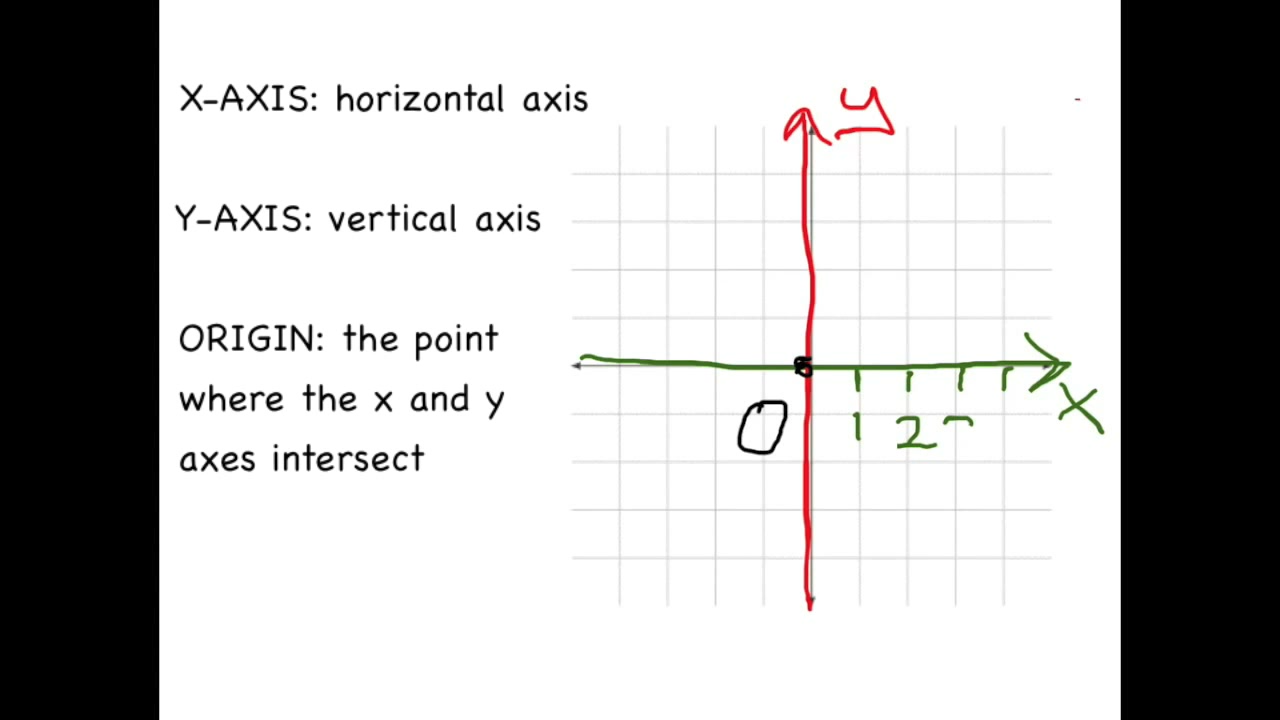 X-AXIS: horizontal axis
y
Y-AXIS: vertical axis
ORIGIN: the point
where the x and y
axes intersect
x
0
1 2